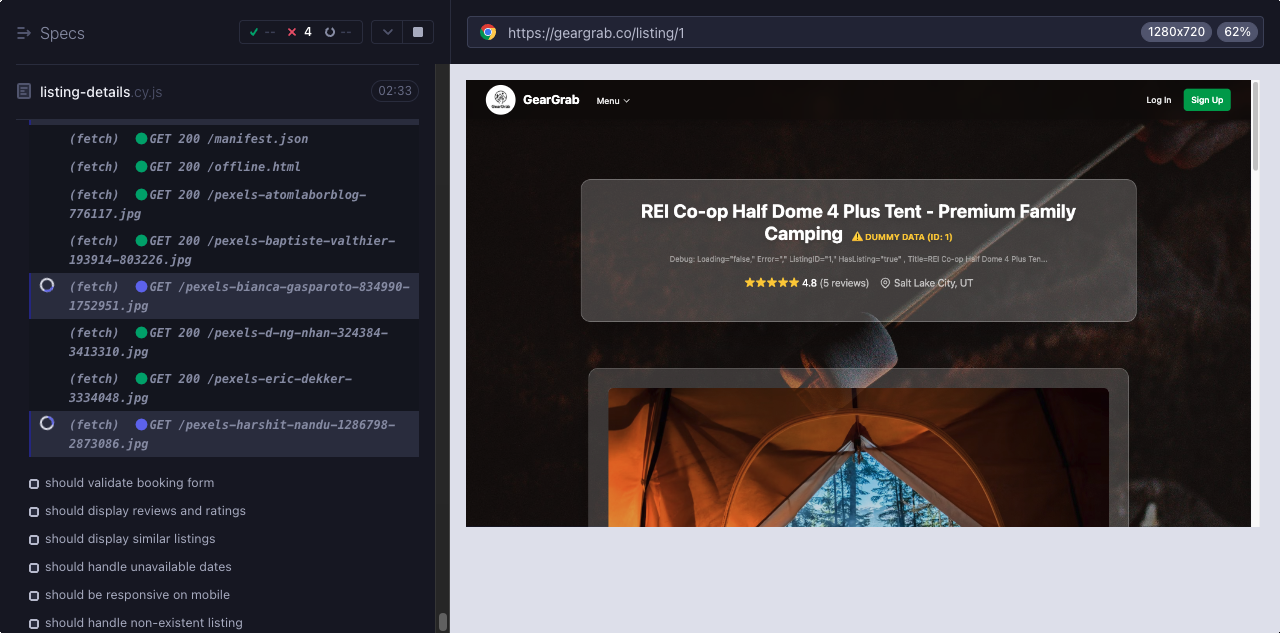 Specs
-- 4 --
https://geargrab.co/listing/1
1280x720 62%
listing-details.cy.js
02:33
(fetch) GET 200 /manifest.json
(fetch) GET 200 /offline.html
(fetch) GET 200 /pexels-atomlaborblog-
776117.jpg
(fetch) GET 200 /pexels-baptiste-valthier-
193914-803226.jpg
(fetch) GET /pexels-bianca-gasparoto-834990-
1752951.jpg
(fetch) GET 200 /pexels-d-ng-nhan-324384-
3413310.jpg
(fetch) GET 200 /pexels-eric-dekker-
3334048.jpg
(fetch) GET /pexels-harshit-nandu-1286798-
2873086.jpg
should validate booking form
should display reviews and ratings
should display similar listings
should handle unavailable dates
should be responsive on mobile
should handle non-existent listing
GearGrab
GearGrab
Menu
Log In
Sign Up
REI Co-op Half Dome 4 Plus Tent - Premium Family
Camping DUMMY DATA (ID: 1)
Debug: Loading="false," Error="," ListingID="1," HasListing="true" , Title=REI Co-op Half Dome 4 Plus Ten...
4.8 (5 reviews) Salt Lake City, UT